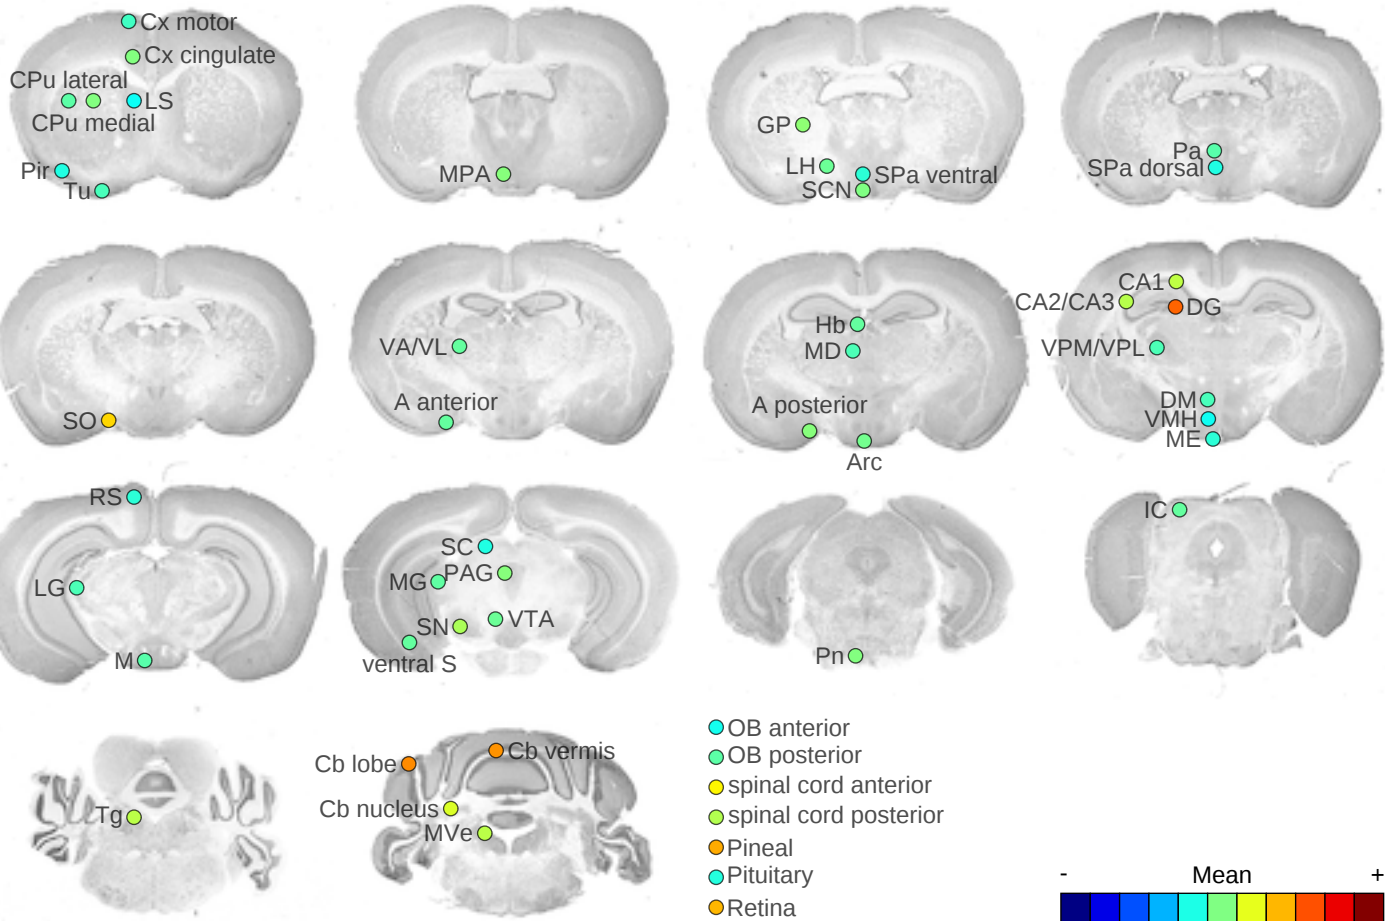 Cx motor
Cx cingulate
CPu lateral
LS
CPu medial
Pir
Tu
MPA
GP
LH
SPa ventral
SCN
Pa
SPa dorsal
SO
VA/VL
A anterior
Hb
MD
A posterior
Arc
CA1
CA2/CA3
DG
VPM/VPL
DM
VMH
ME
RS
LG
M
SC
MG
PAG
SN
VTA
ventral S
Pn
IC
Tg
Cb lobe
Cb vermis
Cb nucleus
MVe
OB anterior
OB posterior
spinal cord anterior
spinal cord posterior
Pineal
Pituitary
Retina
- Mean +